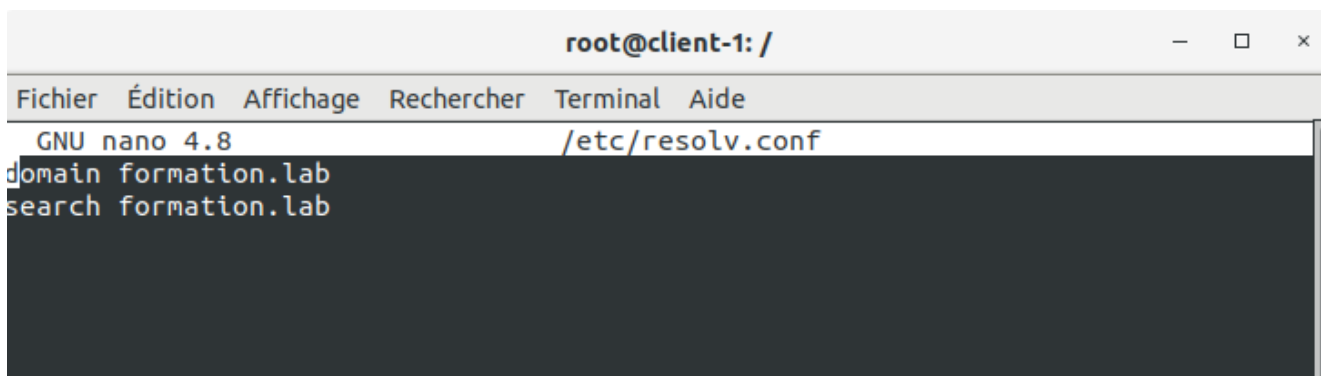 root@client-1: /
Fichier Édition Affichage Rechercher Terminal Aide
GNU nano 4.8 /etc/resolv.conf
domain formation.lab
search formation.lab